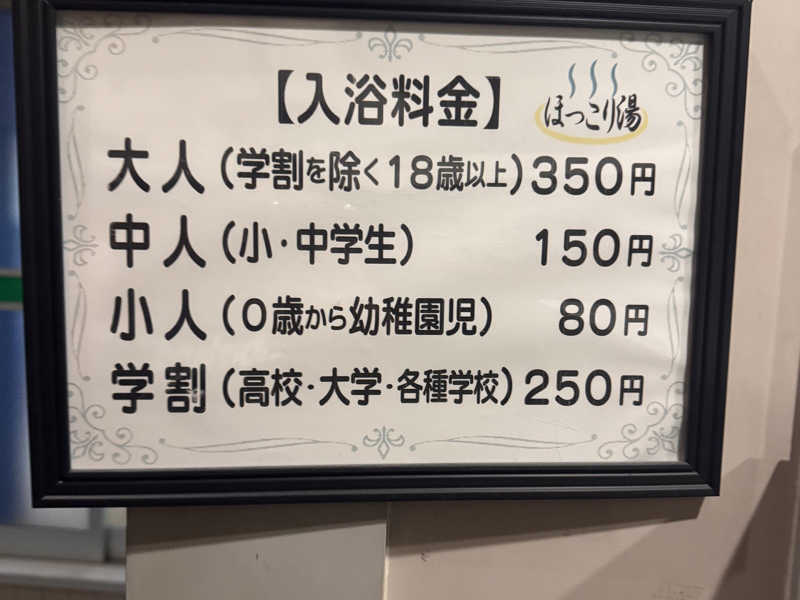 【入浴料金】
ほっこり湯
大人(学割を除く18歳以上)350円
中人(小・中学生) 150円
小人(0歳から幼稚園児) 80円
学割(高校・大学・各種学校)250円